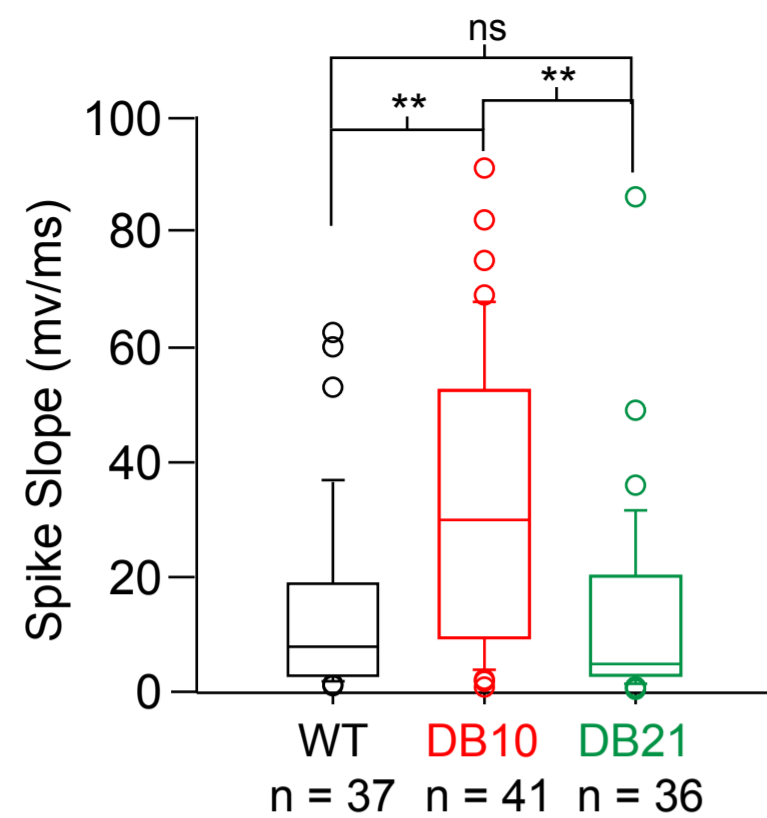 ns
**
**
Spike Slope (mv/ms)
100
80
60
40
20
0
WT DB10 DB21
n = 37 n = 41 n = 36